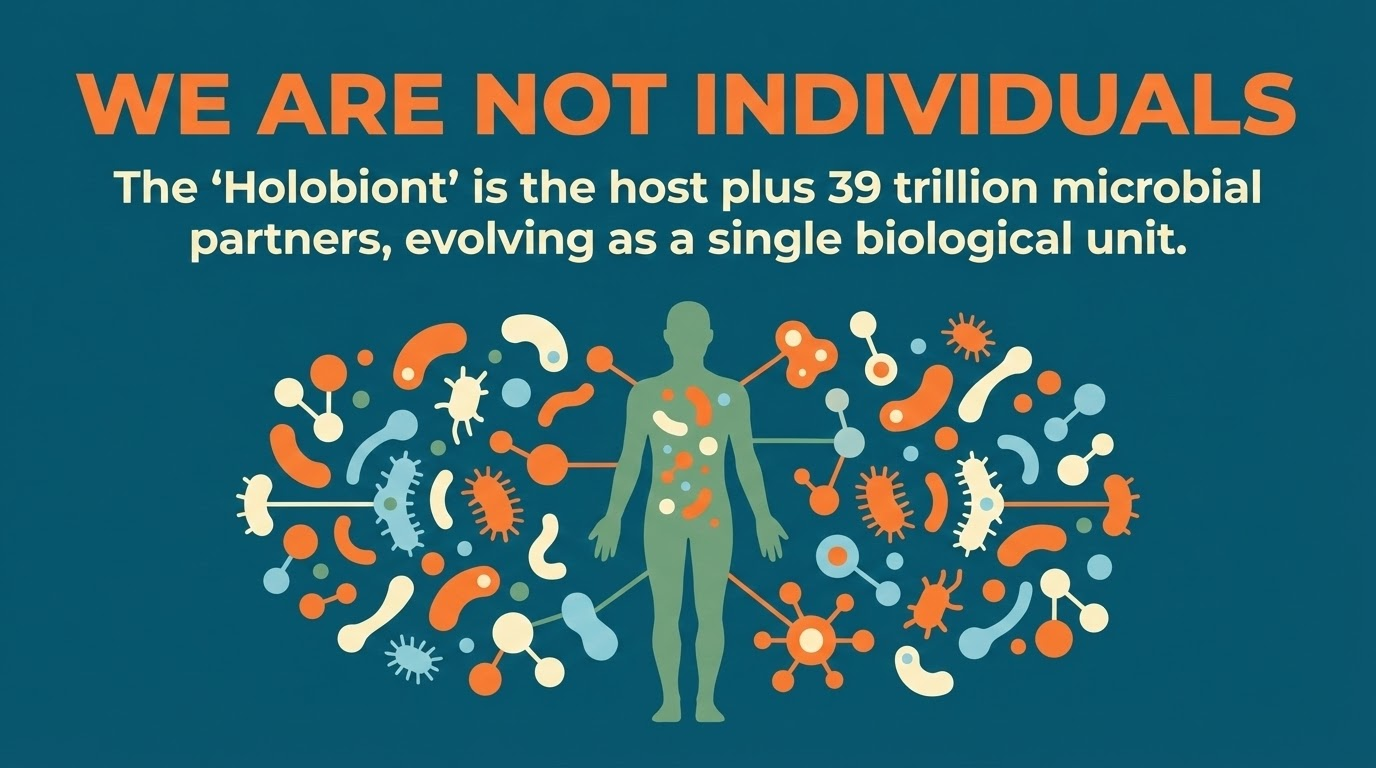 WE ARE NOT INDIVIDUALS
The ‘Holobiont’ is the host plus 39 trillion microbial
partners, evolving as a single biological unit.